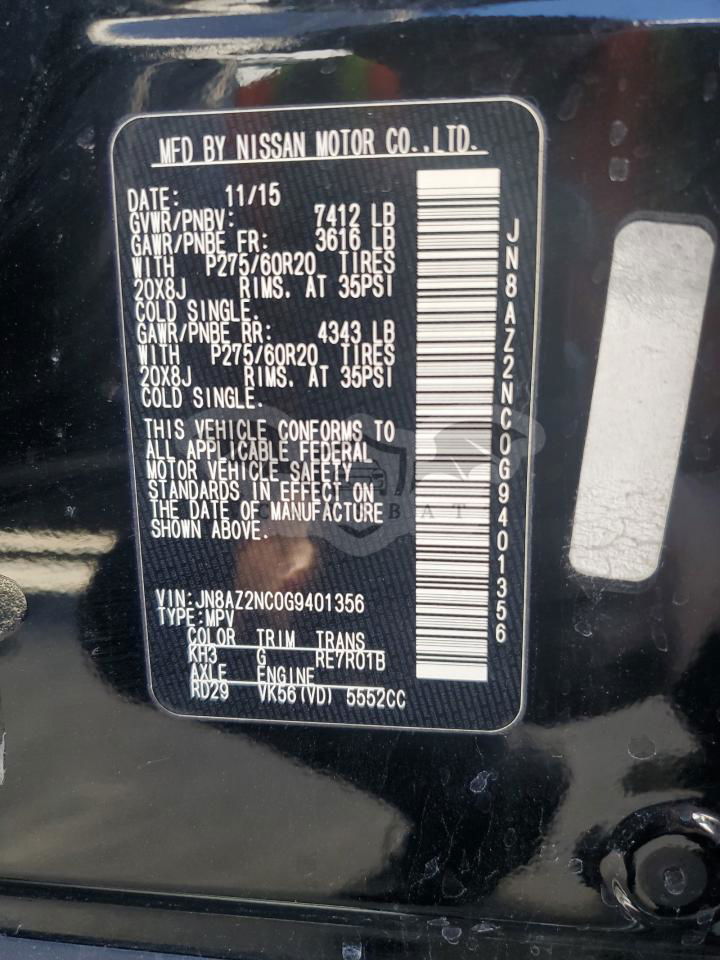 MFD BY NISSAN MOTOR CO.,LTD.
DATE: 11/15
GVWR/PNBV: 7412 LB
GAWR/PNBE FR: 3616 LB
WITH P275/60R20 TIRES
20X8J RIMS. AT 35PSI
COLD SINGLE.
GAWR/PNBE RR: 4343 LB
WITH P275/60R20 TIRES
20X8J RIMS. AT 35PSI
COLD SINGLE.
THIS VEHICLE CONFORMS TO
ALL APPLICABLE FEDERAL
MOTOR VEHICLE SAFETY
STANDARDS IN EFFECT ON
THE DATE OF MANUFACTURE
SHOWN ABOVE.
VIN:JN8AZ2NC0G9401356
TYPE:MPV
COLOR TRIM TRANS
KH3 G RE7R01B
AXLE ENGINE
RD29 VK56(VD) 5552CC
JN8AZ2NC0G9401356